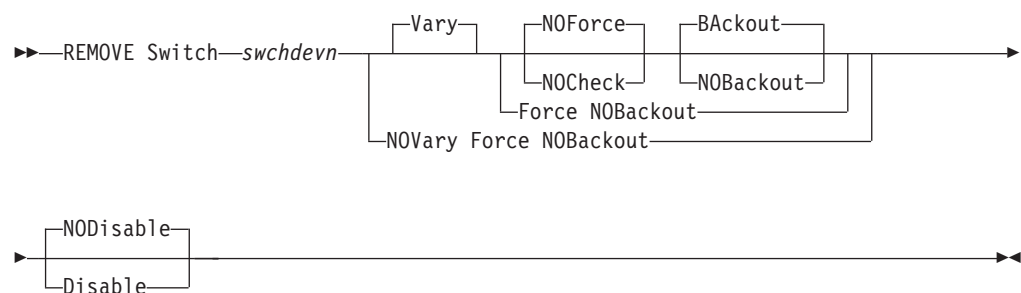 Vary NOForce BAckout
REMOVE Switch swchdevn
NOCheck NOBackout
Force NOBackout
NOVary Force NOBackout
NODisable
Disable